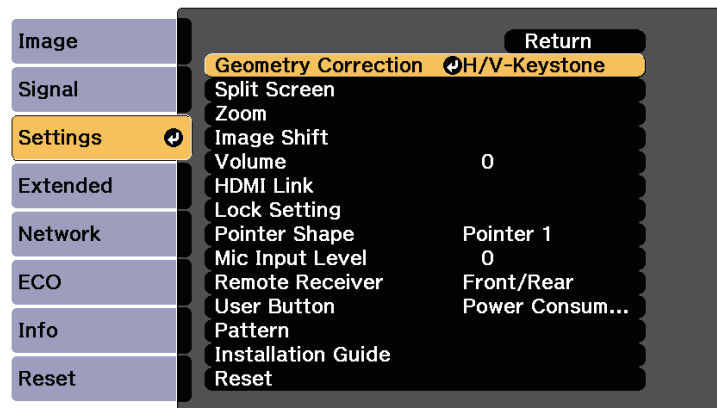 Image
Signal
Settings
Extended
Network
ECO
Info
Reset
Return
Geometry Correction H/V-Keystone
Split Screen
Zoom
Image Shift
Volume 0
HDMI Link
Lock Setting
Pointer Shape Pointer 1
Mic Input Level 0
Remote Receiver Front/Rear
User Button Power Consum...
Pattern
Installation Guide
Reset